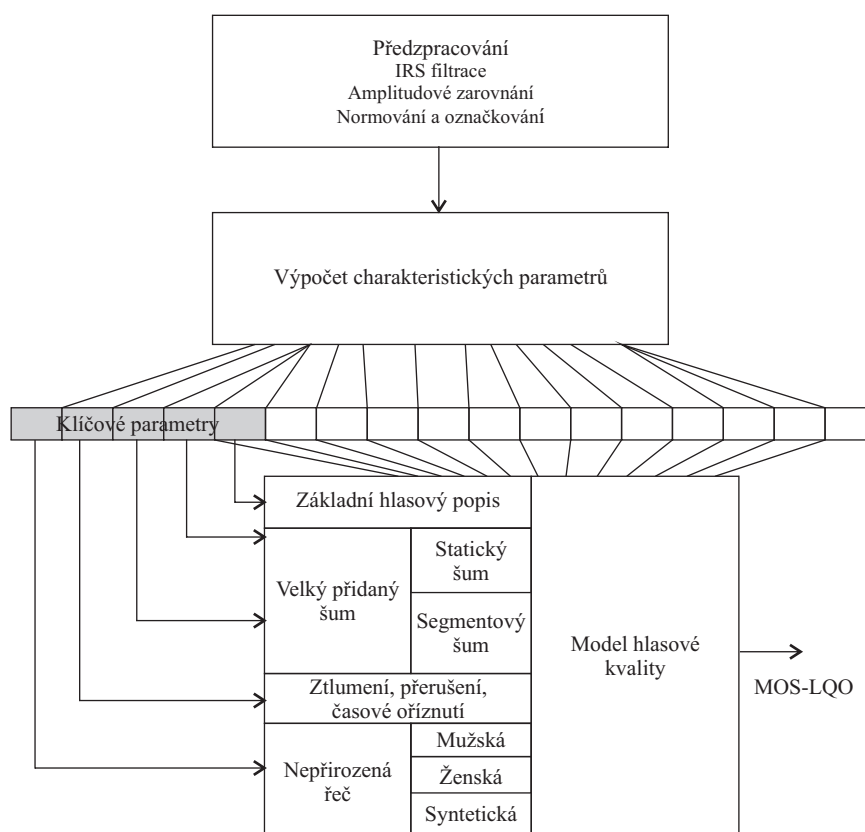 Předzpracování
IRS filtrace
Amplitudové zarovnání
Normování a označkování
Výpočet charakteristických parametrů
Klíčové parametry
Základní hlasový popis
Velký přidaný
šum
Statický
šum
Segmentový
šum
Ztlumení, přerušení,
časové oříznutí
Nepřirozená
řeč
Mužská
Ženská
Syntetická
Model hlasové
kvality
MOS-LQO